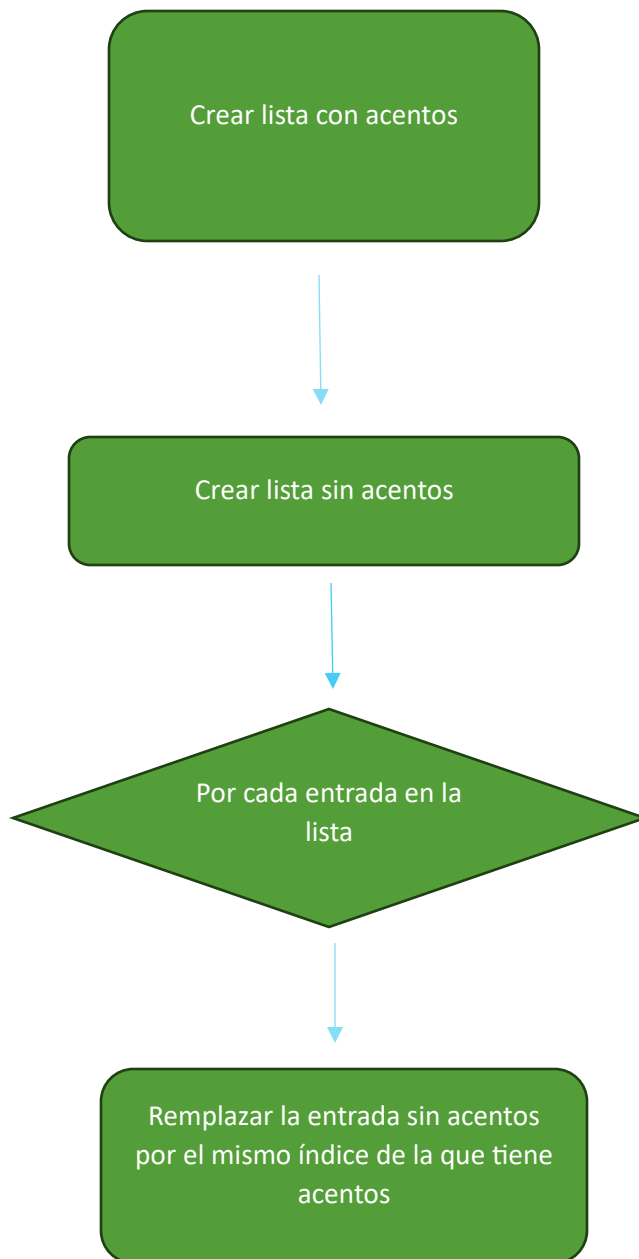 Crear lista con acentos
Crear lista sin acentos
Por cada entrada en la
lista
Remplazar la entrada sin acentos
por el mismo índice de la que tiene
acentos